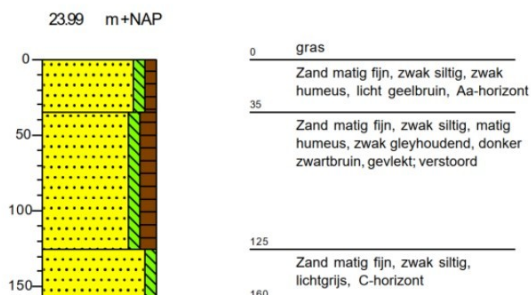 23.99 m+NAP
0
50
100
150
0 gras
Zand matig fijn, zwak siltig, zwak
humeus, licht geelbruin, Aa-horizont
35
Zand matig fijn, zwak siltig, matig
humeus, zwak gleyhoudend, donker
zwartbruin, gevlekt; verstoord
125
Zand matig fijn, zwak siltig,
lichtgrijs, C-horizont
160